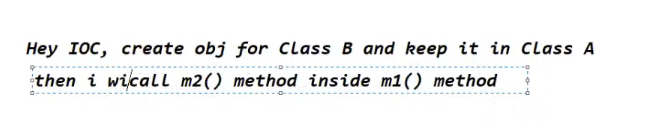 Hey IOC, create obj for Class B and keep it in Class A
then i wicall m2() method inside m1() method